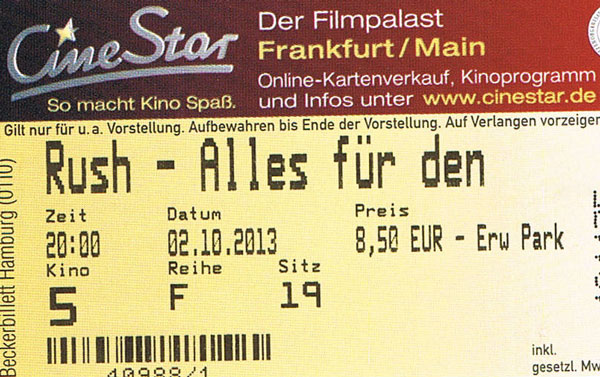 CineStar
So macht Kino Spaß.
Der Filmpalast
Frankfurt/Main
Online-Kartenverkauf, Kinoprogramm
und Infos unter www.cinestar.de
Gilt nur für u. a. Vorstellung. Aufbewahren bis Ende der Vorstellung. Auf Verlangen vorzeigen
Rush - Alles für den
Zeit Datum Preis
20:00 02.10.2013 8,50 EUR - Erw Park
Kino Reihe Sitz
5 F 19
40988/1
inkl.
gesetzl. Mw
Beckerbillett Hamburg (0110)